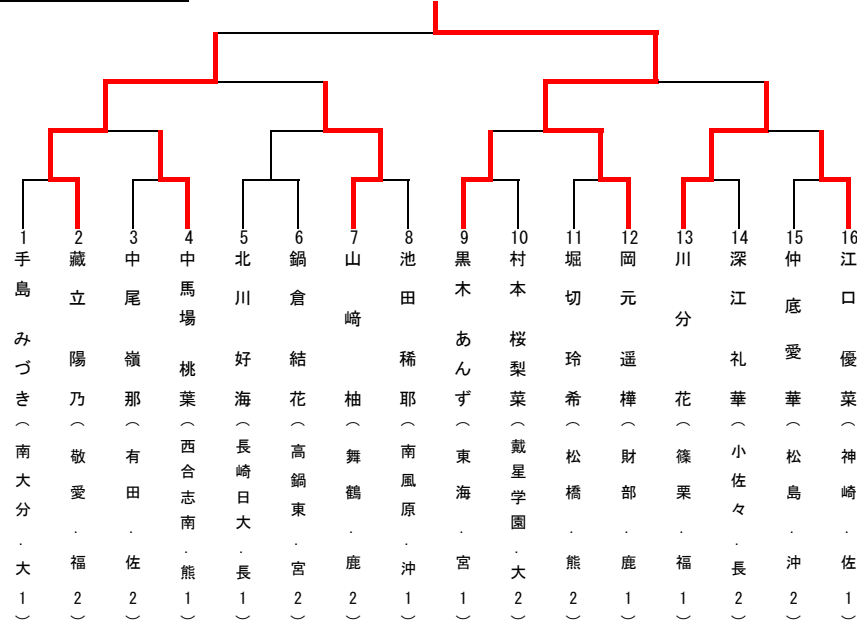 1 手島 みづき（南大分．大1）
2 藏立 陽乃（敬愛．福2）
3 中尾 嶺那（有田．佐2）
4 中馬場 桃葉（西合志南．熊1）
5 北川 好海（長崎日大．長1）
6 鍋倉 結花（高鍋東．宮2）
7 山﨑 柚（舞鶴．鹿2）
8 池田 稀耶（南風原．沖1）
9 黒木 あんず（東海．宮1）
10 村本 桜梨菜（戴星学園．大2）
11 堀切 玲希（松橋．熊2）
12 岡元 遥樺（財部．鹿1）
13 川分 花（篠栗．福1）
14 深江 礼華（小佐々．長2）
15 仲底 愛華（松島．沖2）
16 江口 優菜（神崎．佐1）